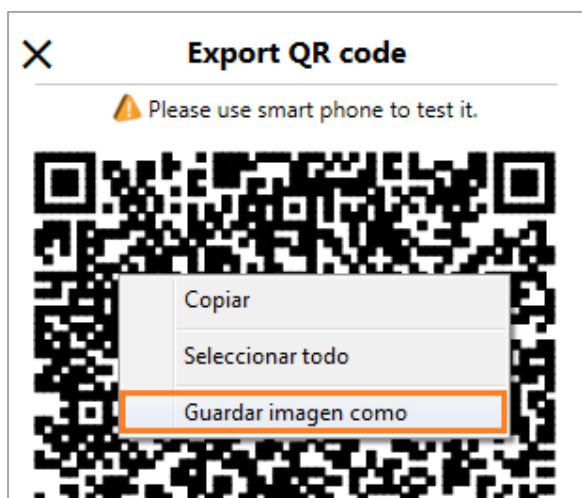 Export QR code
Please use smart phone to test it.
Copiar
Seleccionar todo
Guardar imagen como